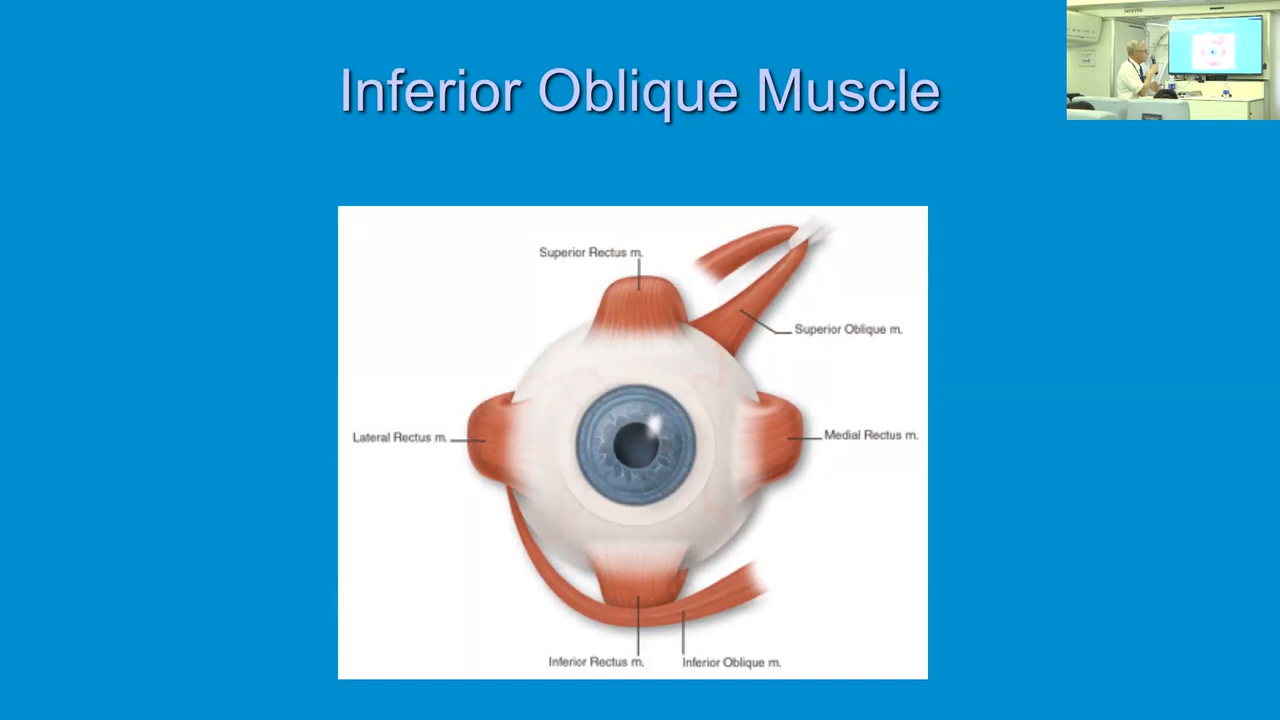 Inferior Oblique Muscle
Superior Rectus m.
Superior Oblique m.
Lateral Rectus m.
Medial Rectus m.
Inferior Rectus m.
Inferior Oblique m.